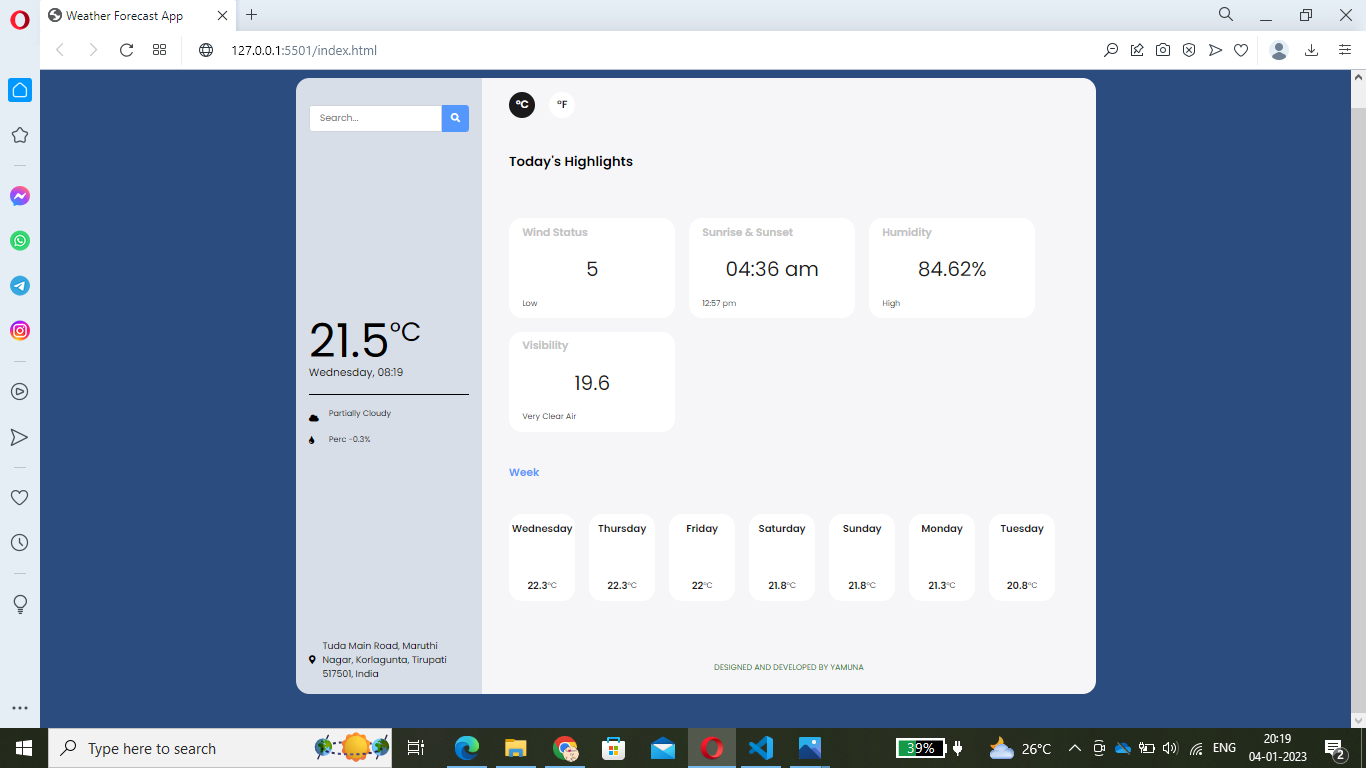 Weather Forecast App
127.0.0.1:5501/index.html
Search...
°C °F
Today's Highlights
Wind Status
5
Low
Sunrise & Sunset
04:36 am
12:57 pm
Humidity
84.62%
High
Visibility
19.6
Very Clear Air
21.5°C
Wednesday, 08:19
Partially Cloudy
Perc -0.3%
Week
Wednesday Thursday Friday Saturday Sunday Monday Tuesday
22.3°C 22.3°C 22°C 21.8°C 21.8°C 21.3°C 20.8°C
Tuda Main Road, Maruthi
Nagar, Korlagunta, Tirupati
517501, India
DESIGNED AND DEVELOPED BY YAMUNA
Type here to search
39%
26°C
ENG
20:19
04-01-2023
2